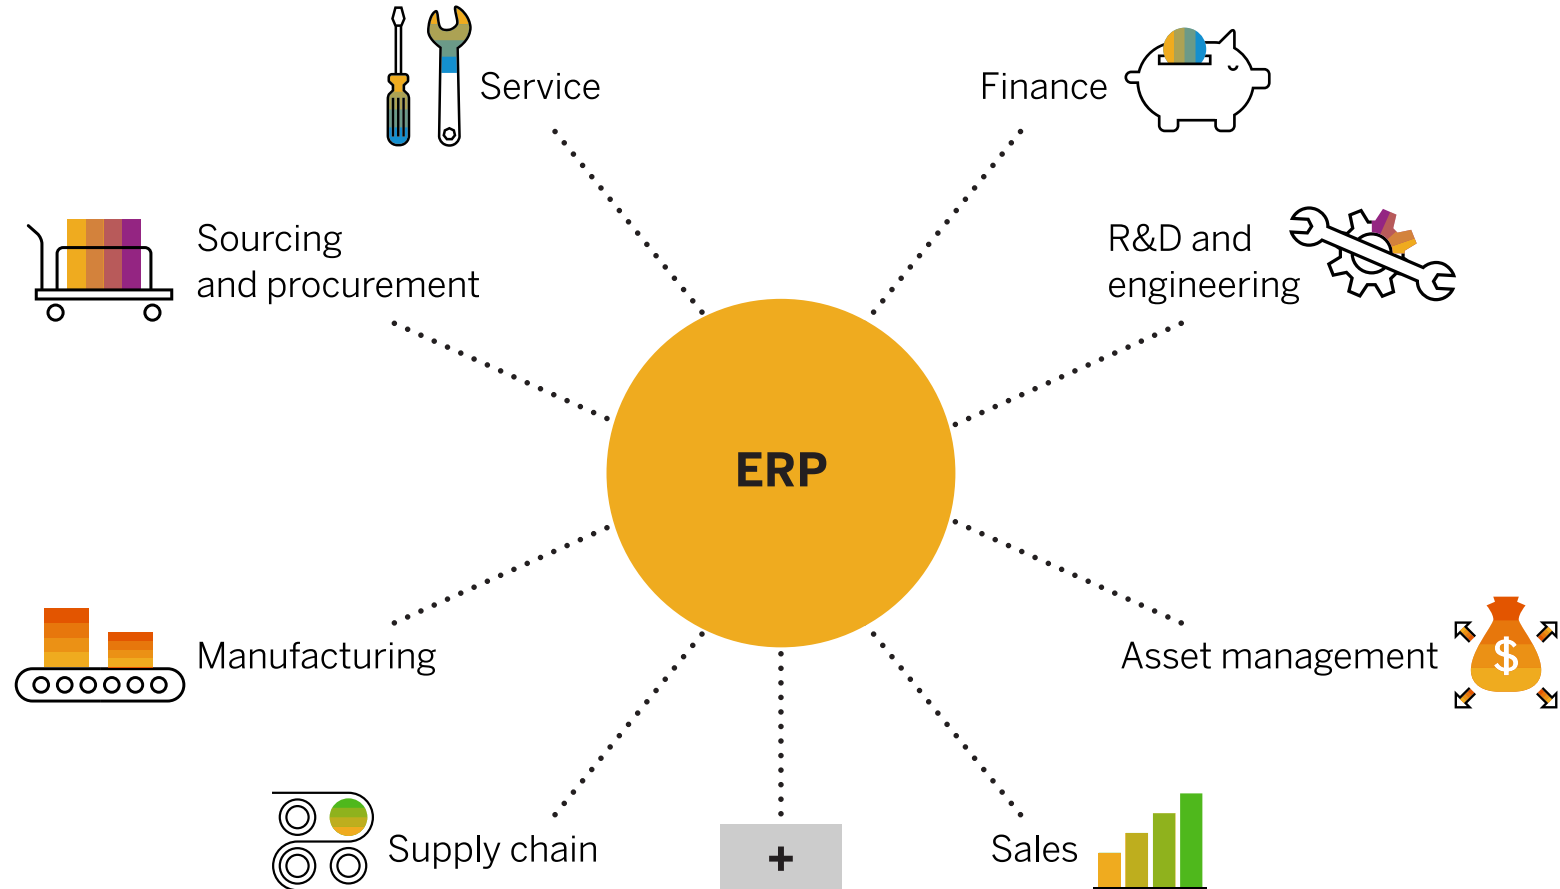 Service
Finance
Sourcing
and procurement
R&D and
engineering
ERP
Manufacturing
Asset management
$
Supply chain
+
Sales